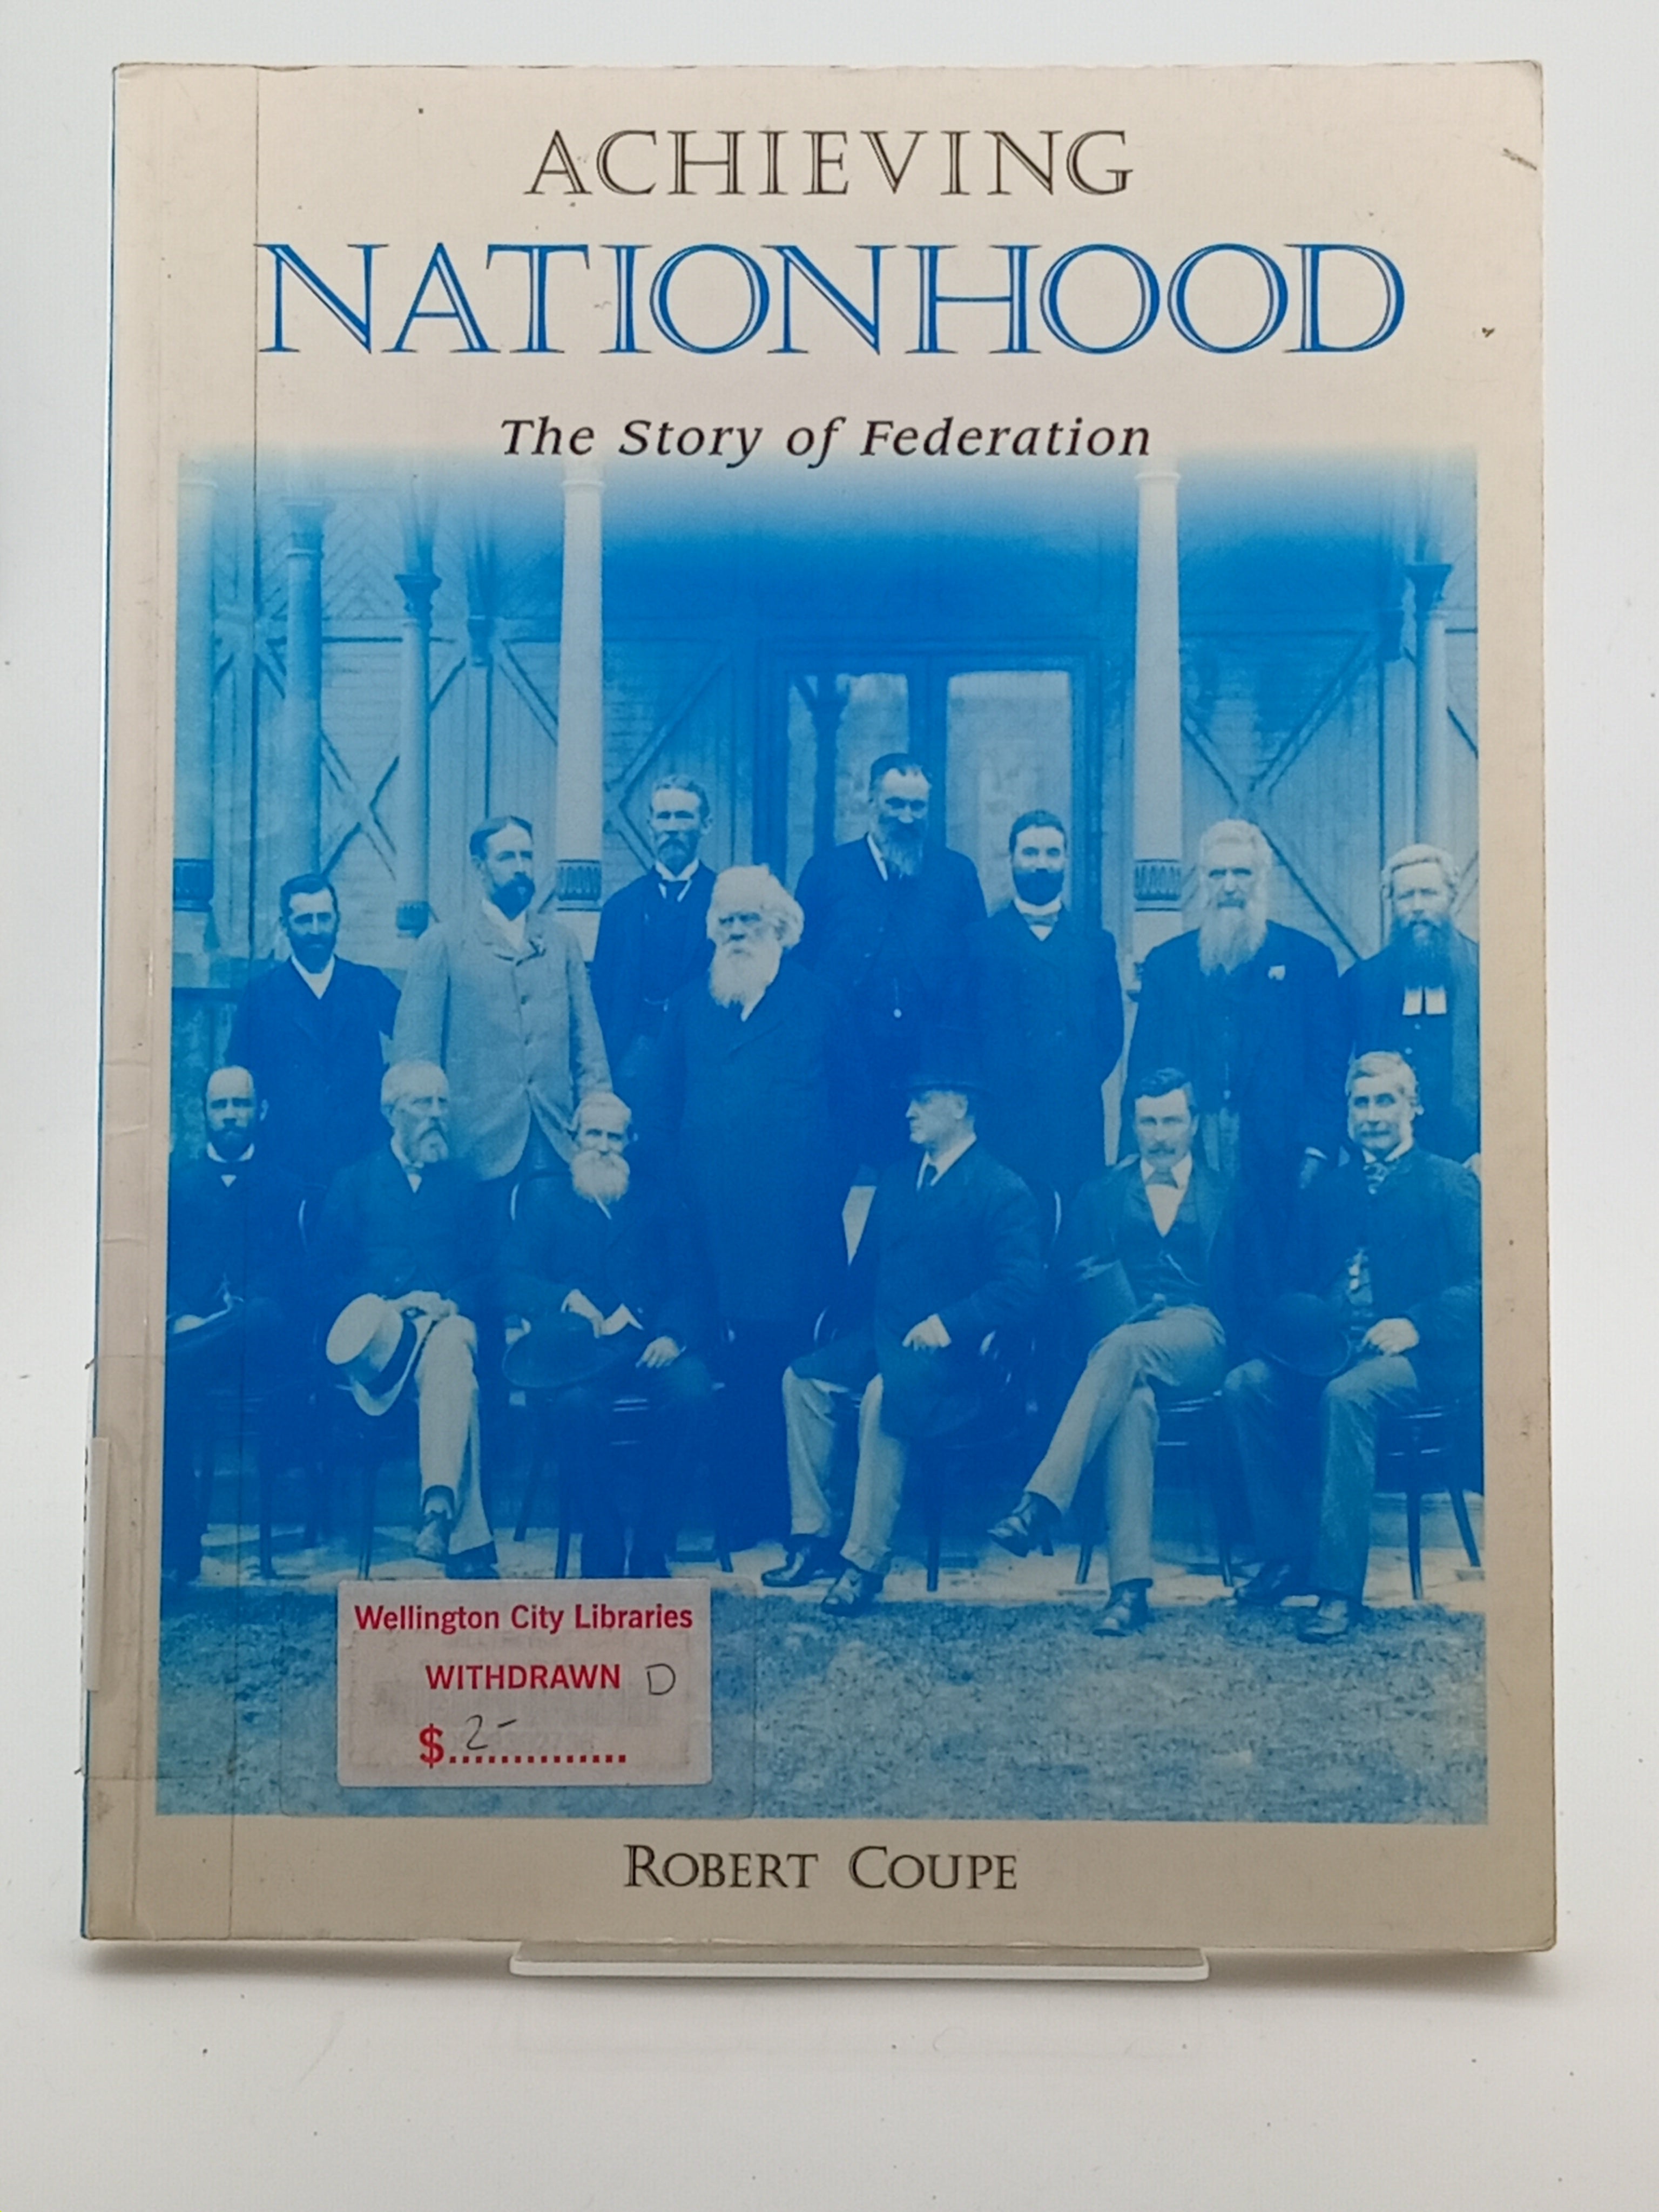 ACHIEVING
NATIONHOOD
The Story of Federation
Wellington City Libraries
WITHDRAWN D
$ 2-..............
ROBERT COUPE